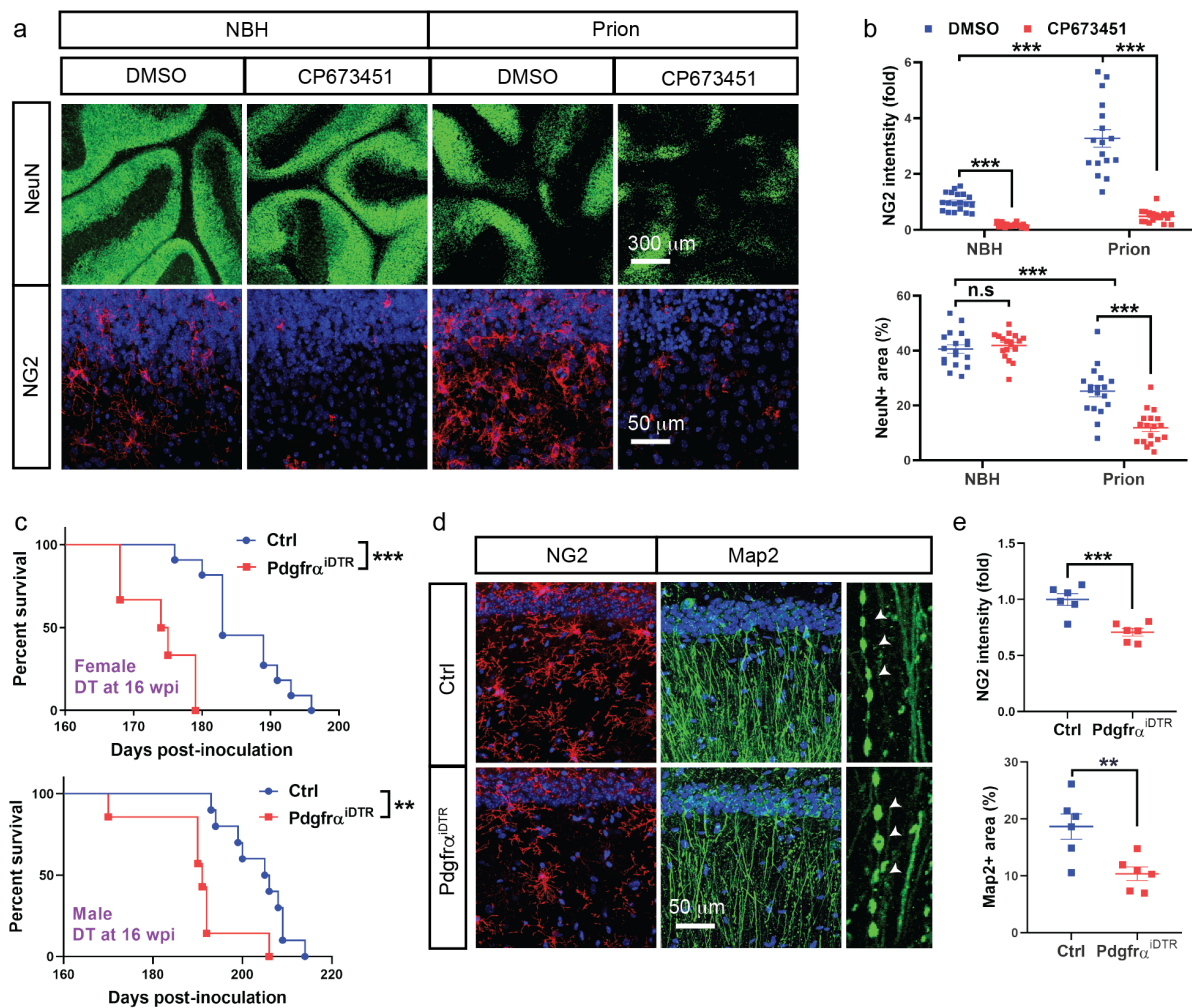 a
NBH
Prion
DMSO
CP673451
DMSO
CP673451
NeuN
300 μm
NG2
50 μm
b
DMSO
CP673451
***
***
***
NG2 intentsity (fold)
6
4
2
0
NBH
Prion
***
n.s
***
NeuN+ area (%)
60
40
20
0
NBH
Prion
c
Ctrl
Pdgfrα^iDTR
***
Percent survival
100
50
0
Female
DT at 16 wpi
160
170
180
190
200
Days post-inoculation
Ctrl
Pdgfrα^iDTR
**
Percent survival
100
50
0
Male
DT at 16 wpi
160
180
200
220
Days post-inoculation
d
NG2
Map2
Ctrl
Pdgfrα^iDTR
50 μm
e
***
NG2 intensity (fold)
1.5
1.0
0.5
0.0
Ctrl
Pdgfrα^iDTR
**
Map2+ area (%)
30
20
10
0
Ctrl
Pdgfrα^iDTR